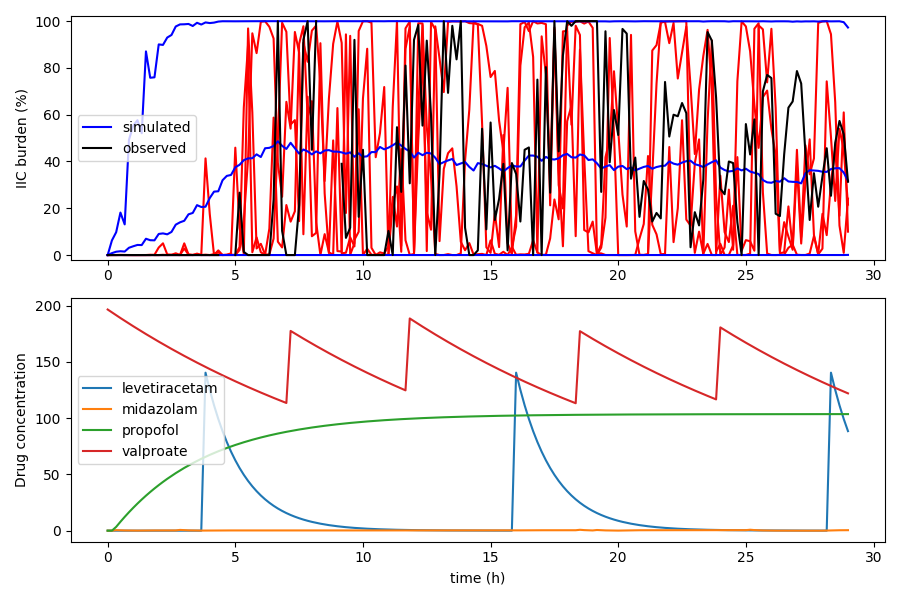 100
80
60
40
20
0
IIC burden (%)
simulated
observed
0 5 10 15 20 25 30
200
150
100
50
0
Drug concentration
levetiracetam
midazolam
propofol
valproate
0 5 10 15 20 25 30
time (h)